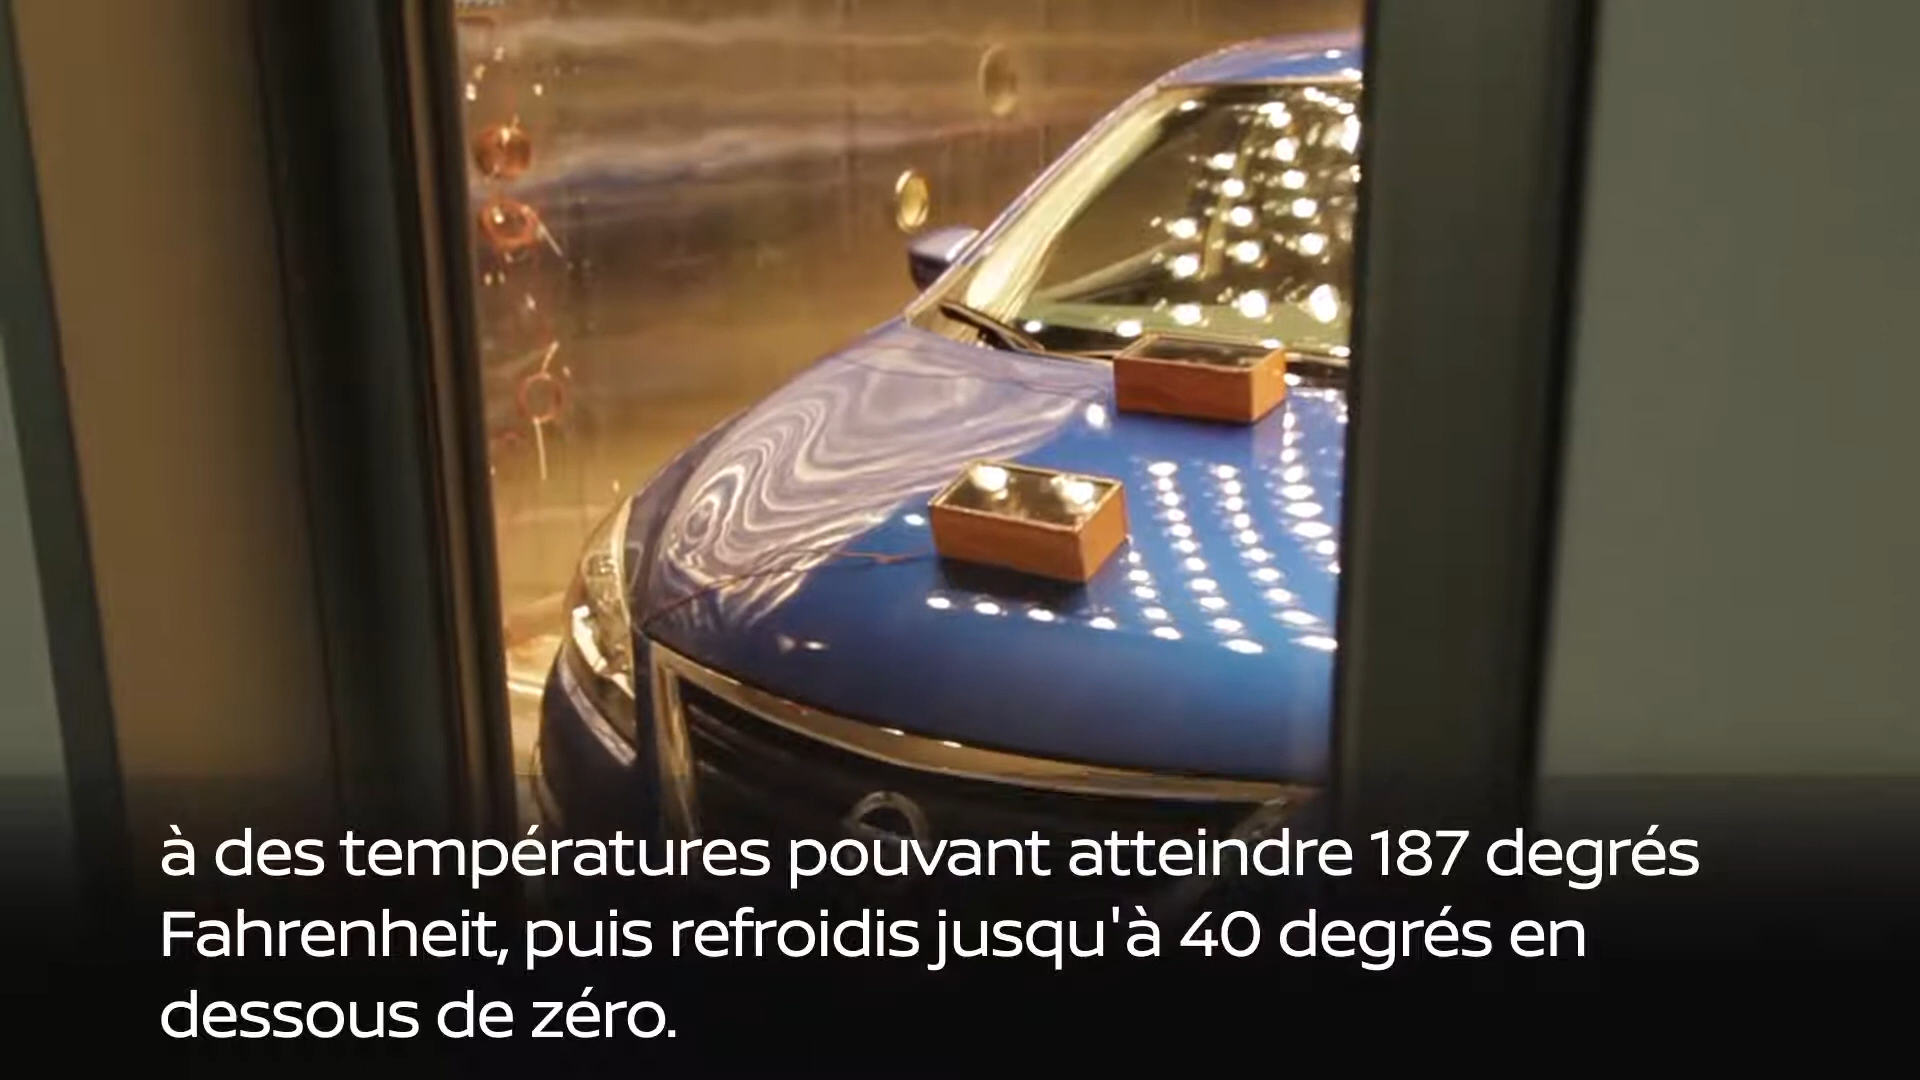 à des températures pouvant atteindre 187 degrés
Fahrenheit, puis refroidis jusqu'à 40 degrés en
dessous de zéro.